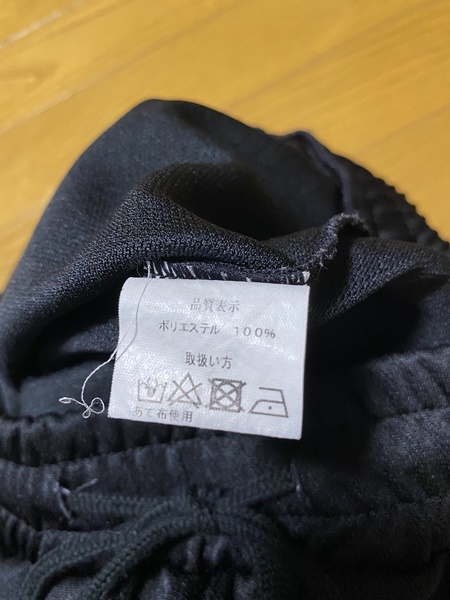 品質表示
ポリエステル 100%
取扱い方
あて布使用